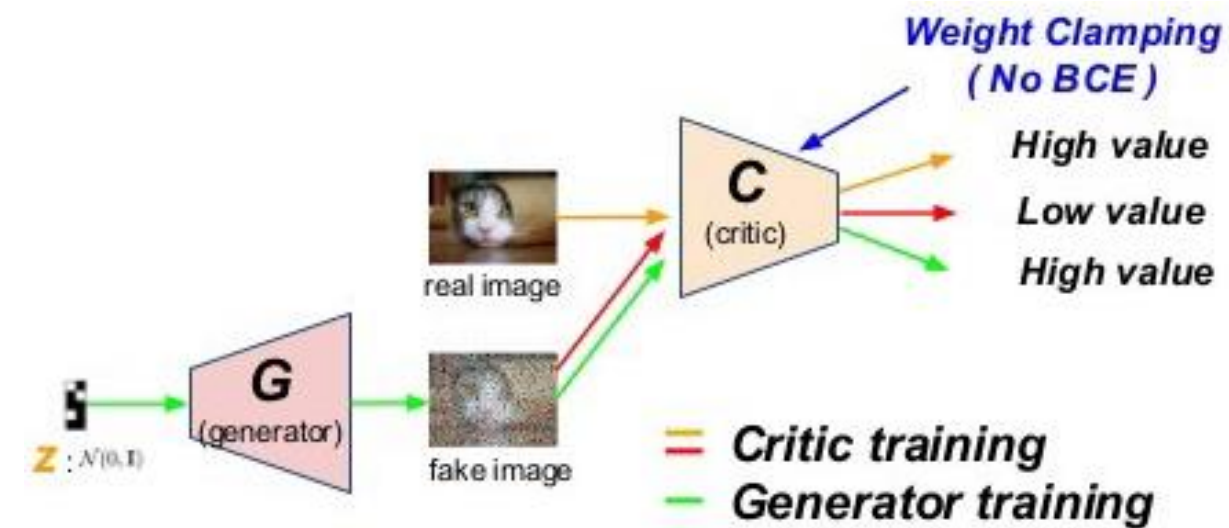 Weight Clamping
( No BCE )
High value
C
(critic)
Low value
High value
real image
G
(generator)
Z : N(0, I)
fake image
Critic training
Generator training